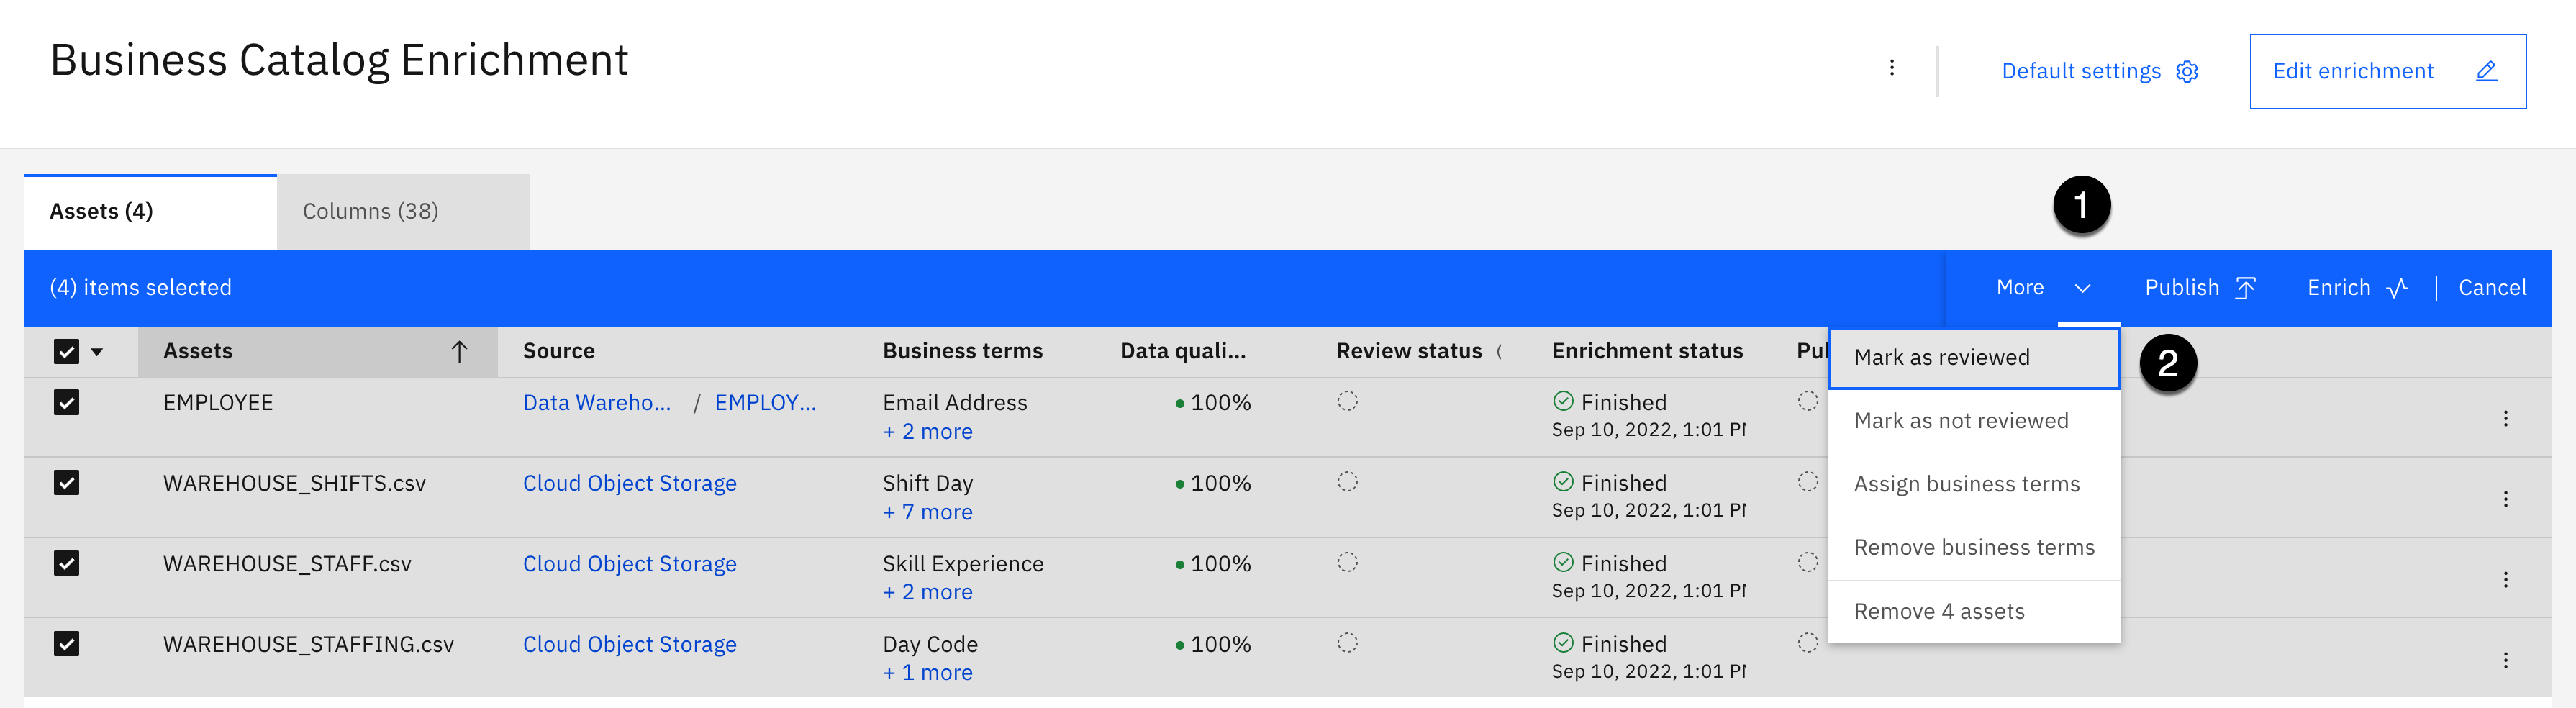 Business Catalog Enrichment
Default settings
Edit enrichment
Assets (4)
Columns (38)
1
(4) items selected
More
Publish
Enrich
Cancel
Assets
Source
Business terms
Data quali...
Review status
Enrichment status
Mark as reviewed
2
EMPLOYEE
Data Wareho... / EMPLOY...
Email Address
100%
Finished
+ 2 more
Sep 10, 2022, 1:01
Mark as not reviewed
WAREHOUSE_SHIFTS.csv
Cloud Object Storage
Shift Day
100%
Finished
Assign business terms
+ 7 more
Sep 10, 2022, 1:01
Remove business terms
WAREHOUSE_STAFF.csv
Cloud Object Storage
Skill Experience
100%
Finished
+ 2 more
Sep 10, 2022, 1:01
Remove 4 assets
WAREHOUSE_STAFFING.csv
Cloud Object Storage
Day Code
100%
Finished
+ 1 more
Sep 10, 2022, 1:01